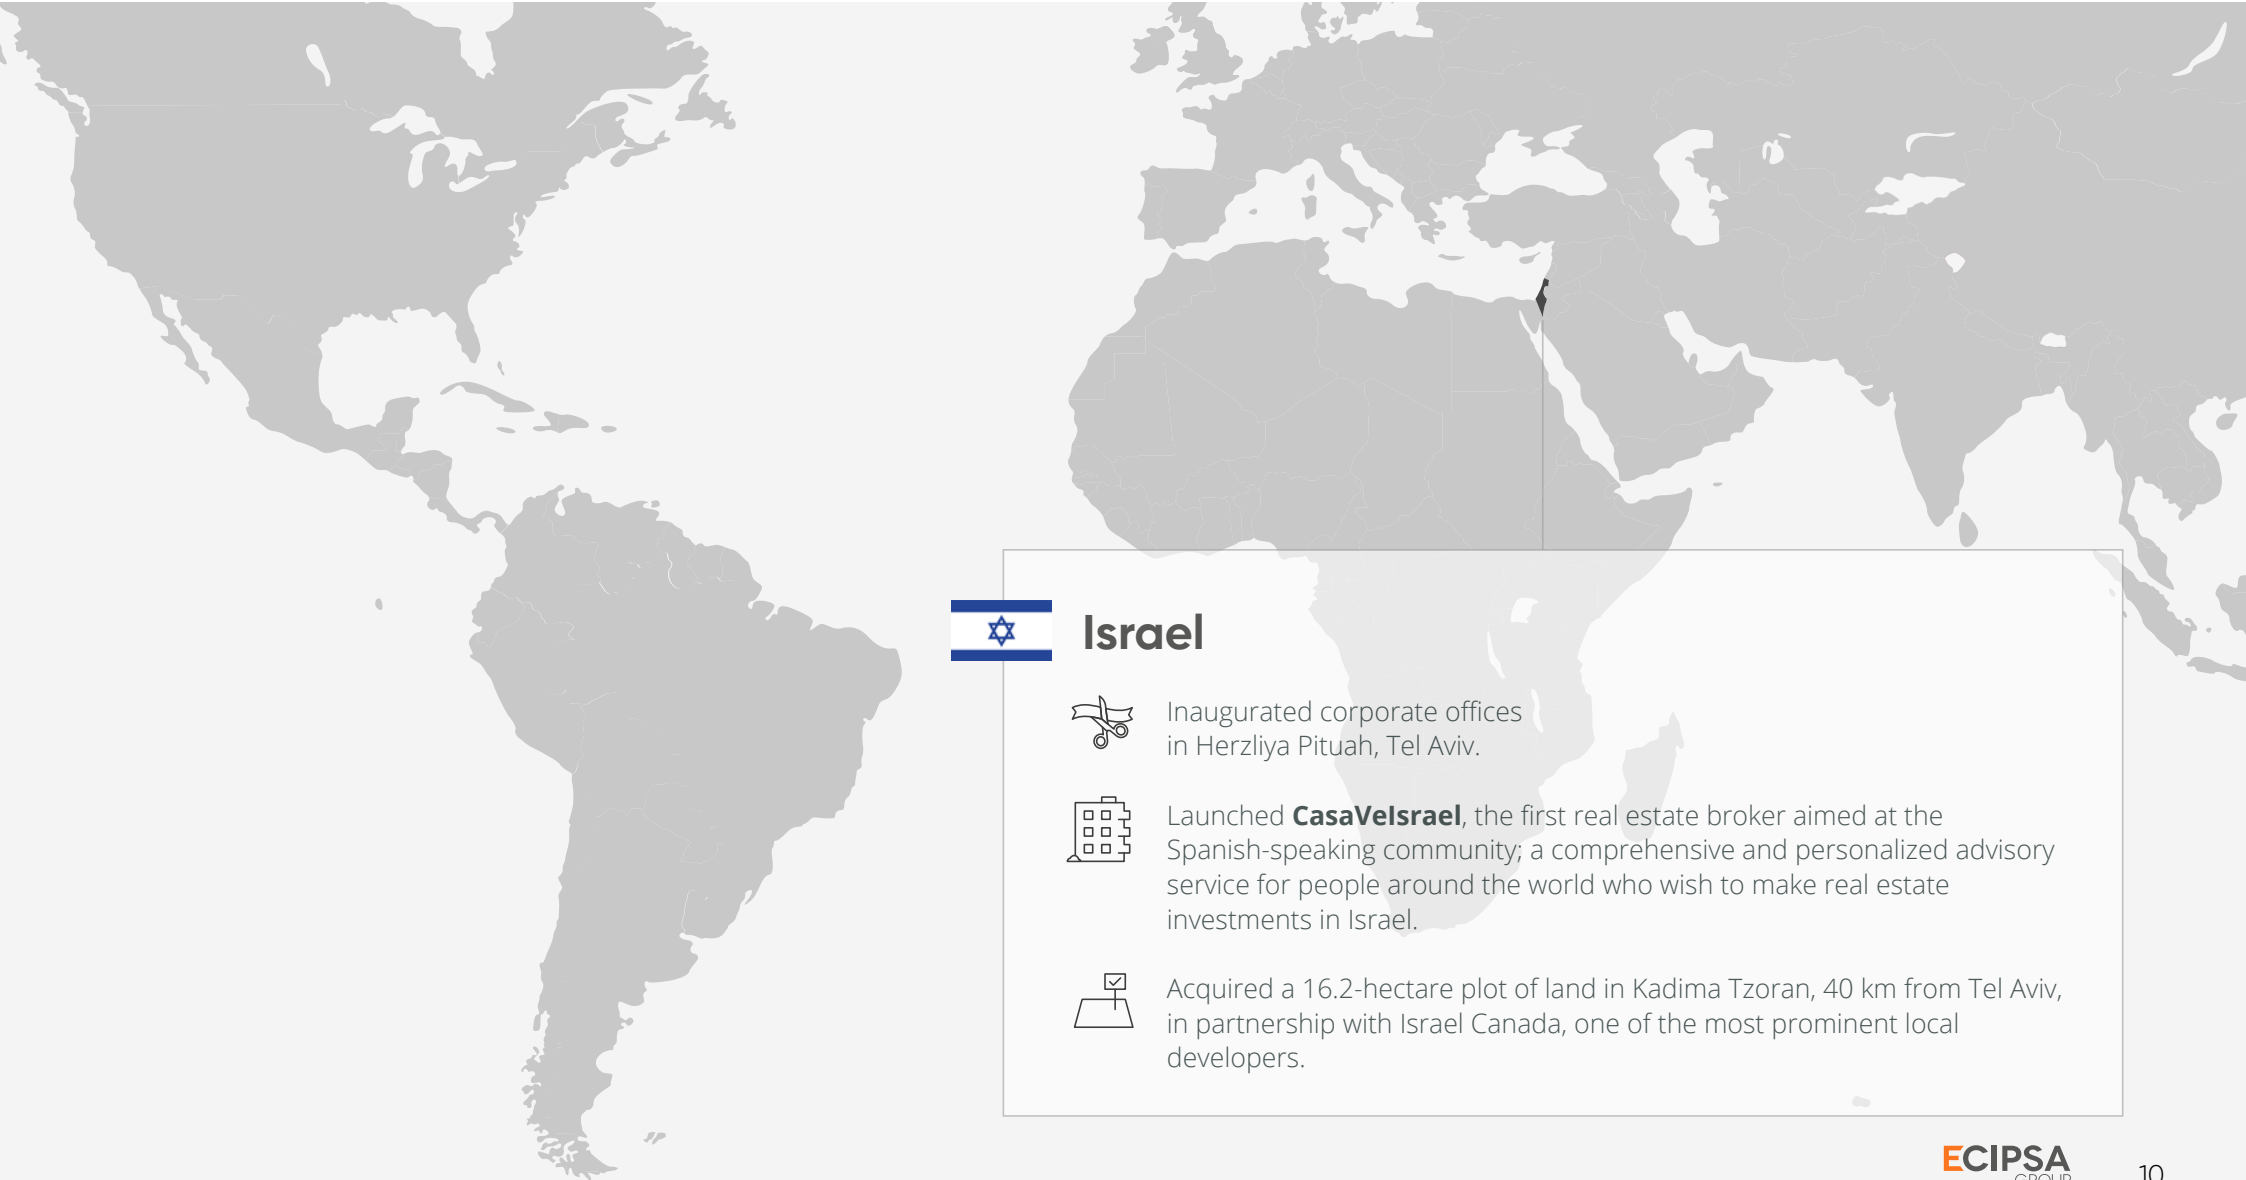 Israel
Inaugurated corporate offices
in Herzliya Pituah, Tel Aviv.
Launched CasaVeIsrael, the first real estate broker aimed at the
Spanish-speaking community; a comprehensive and personalized advisory
service for people around the world who wish to make real estate
investments in Israel.
Acquired a 16.2-hectare plot of land in Kadima Tzoran, 40 km from Tel Aviv,
in partnership with Israel Canada, one of the most prominent local
developers.
ECIPSA
GROUP
10